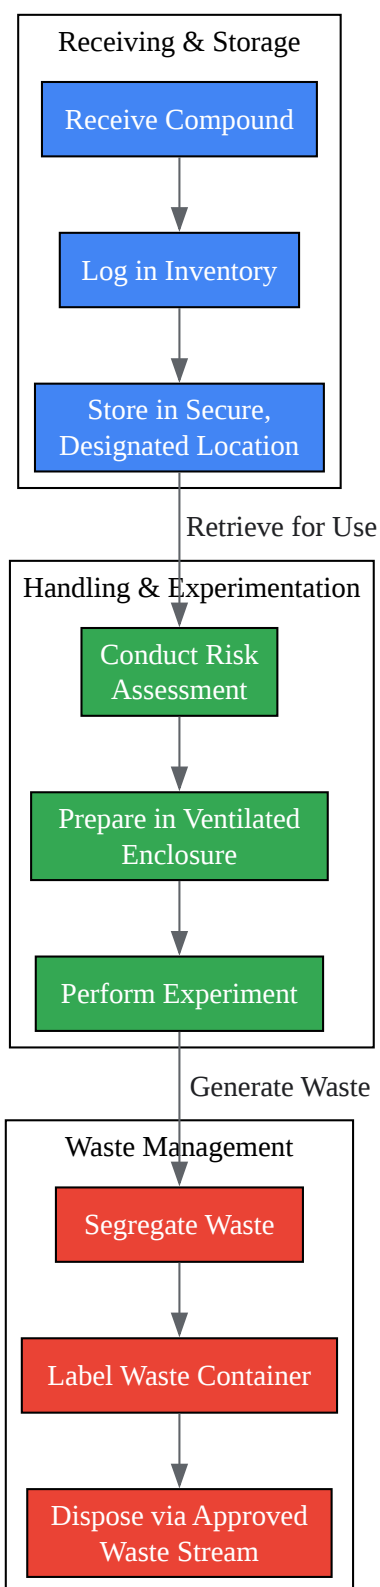 Receiving & Storage
Receive Compound
Log in Inventory
Store in Secure,
Designated Location
Retrieve for Use
Handling & Experimentation
Conduct Risk
Assessment
Prepare in Ventilated
Enclosure
Perform Experiment
Generate Waste
Waste Management
Segregate Waste
Label Waste Container
Dispose via Approved
Waste Stream